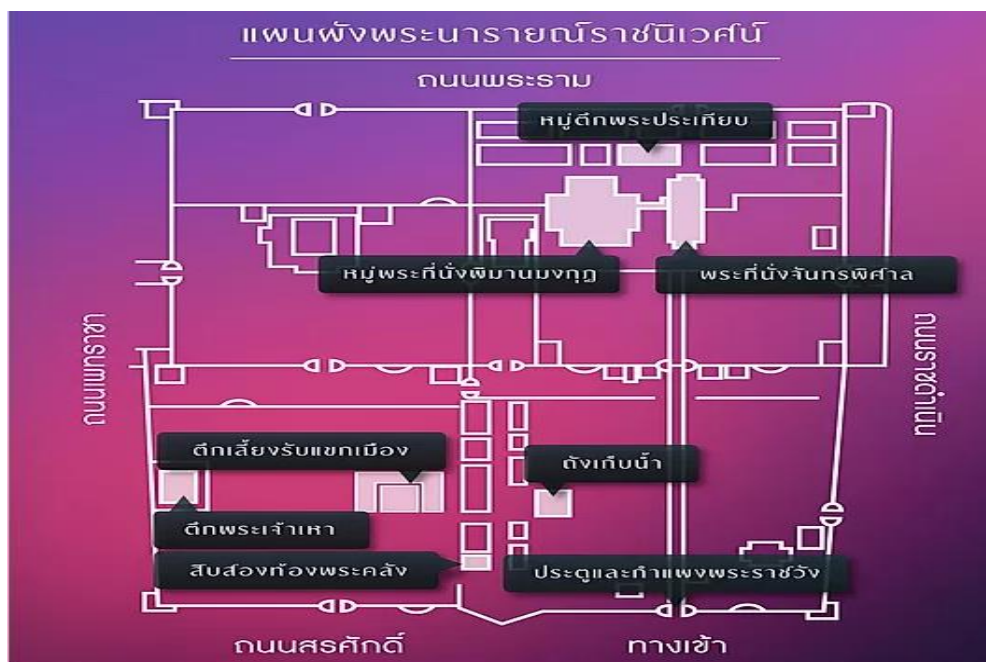 แผนผังพระนารายณ์ราชนิเวศน์
ถนนพระราม
หมู่ตึกพระประเทียบ
หมู่พระที่นั่งพิมานมงกุฎ
พระที่นั่งจันทรพิศาล
ถนนเพทราชา
ถนนราชดำเนิน
ตึกเลี้ยงรับแขกเมือง
ถังเก็บน้ำ
ตึกพระเจ้าเหา
สิบสองท้องพระคลัง
ประตูและกำแพงพระราชวัง
ถนนสรศักดิ์
ทางเข้า